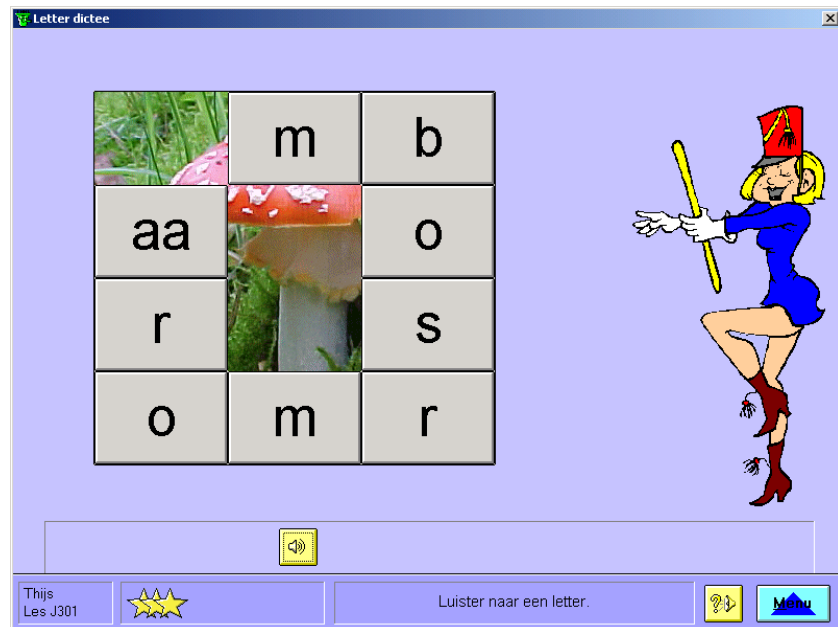 Letter dictee
m b
aa o
r s
o m r
Thijs
Les J301
Luister naar een letter.
Menu